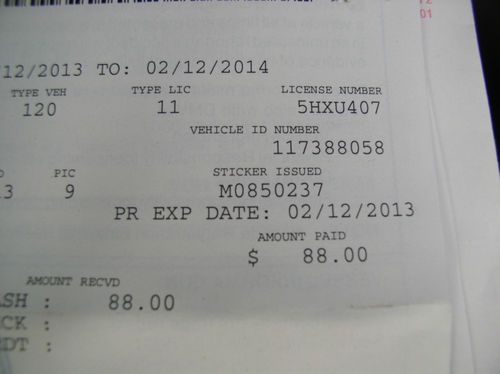 /12/2013 TO: 02/12/2014
TYPE VEH TYPE LIC LICENSE NUMBER
120 11 5HXU407
VEHICLE ID NUMBER
117388058
PIC STICKER ISSUED
3 9 M0850237
PR EXP DATE: 02/12/2013
AMOUNT PAID
$ 88.00
AMOUNT RECVD
ASH : 88.00
CK :
DT :
01